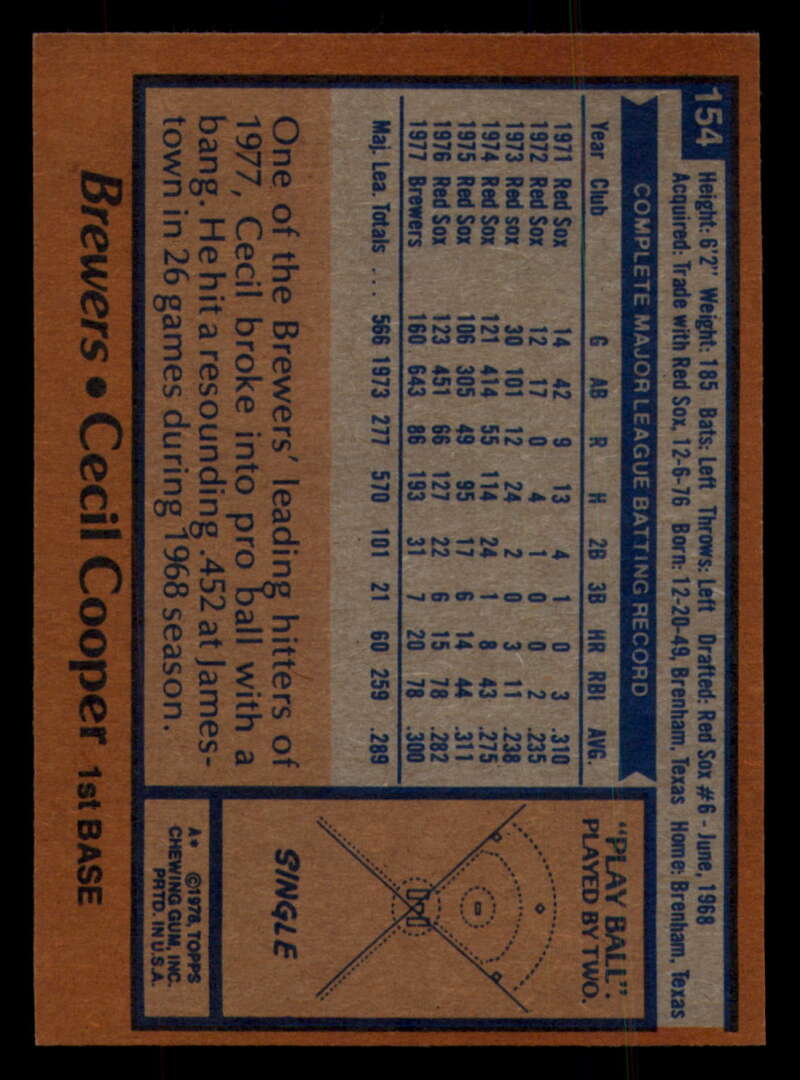 154
Height: 6'2" Weight: 185 Bats: Left Throws: Left Drafted: Red Sox #6 - June, 1968
Acquired: Trade with Red Sox, 12-6-76 Born: 12-20-49, Brenham, Texas Home: Brenham, Texas
COMPLETE MAJOR LEAGUE BATTING RECORD
Year Club G AB R H 2B 3B HR RBI AVG.
1971 Red Sox 14 42 9 13 4 1 0 3 .310
1972 Red Sox 12 17 0 4 1 0 0 2 .235
1973 Red Sox 30 101 12 24 2 0 3 11 .238
1974 Red Sox 121 414 55 114 24 1 8 43 .275
1975 Red Sox 106 305 49 95 17 6 14 44 .311
1976 Red Sox 123 451 66 127 22 6 15 78 .282
1977 Brewers 160 643 86 193 31 7 20 78 .300
Maj. Lea. Totals ... 566 1973 277 570 101 21 60 259 .289
One of the Brewers' leading hitters of
1977, Cecil broke into pro ball with a
bang. He hit a resounding .452 at James-
town in 26 games during 1968 season.
"PLAY BALL".
PLAYED BY TWO.
SINGLE
A* ©1978, TOPPS
CHEWING GUM, INC.
PRTD. IN U.S.A.
Brewers • Cecil Cooper 1st BASE